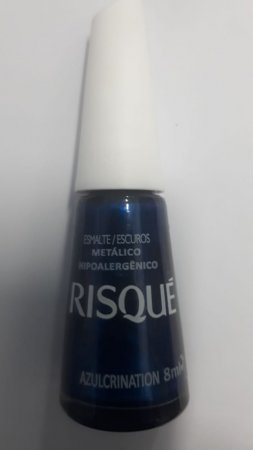 ESMALTE/ESCUROS
METÁLICO
HIPOALERGÊNICO
RISQUÉ
AZULCRINATION 8ml